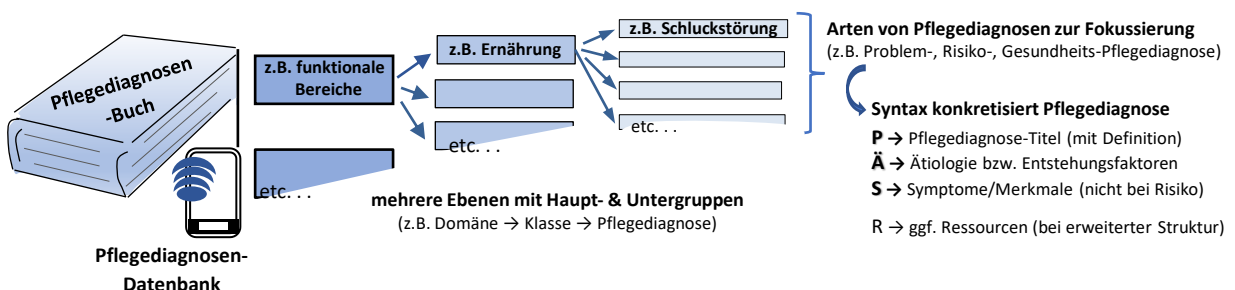 Pflegediagnosen
-Buch
Pflegediagnosen-
Datenbank
z.B. funktionale
Bereiche
etc. . .
z.B. Ernährung
etc. . .
z.B. Schluckstörung
etc. . .
mehrere Ebenen mit Haupt- & Untergruppen
(z.B. Domäne → Klasse → Pflegediagnose)
Arten von Pflegediagnosen zur Fokussierung
(z.B. Problem-, Risiko-, Gesundheits-Pflegediagnose)
Syntax konkretisiert Pflegediagnose
P → Pflegediagnose-Titel (mit Definition)
Ä → Ätiologie bzw. Entstehungsfaktoren
S → Symptome/Merkmale (nicht bei Risiko)
R → ggf. Ressourcen (bei erweiterter Struktur)